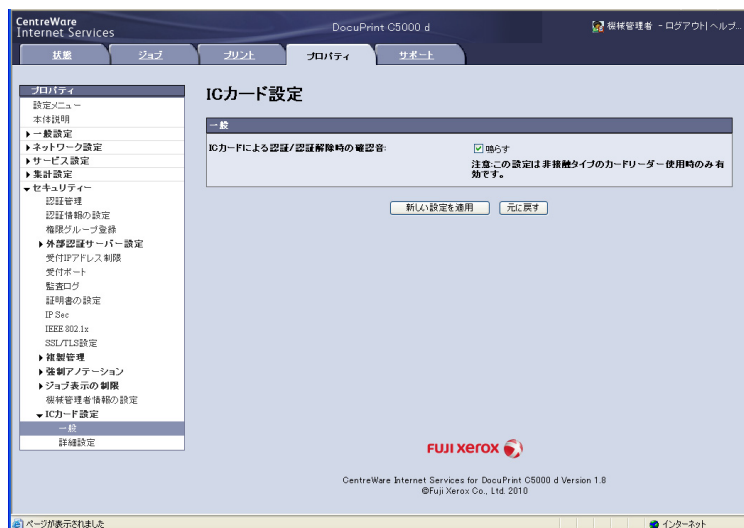 CentreWare
Internet Services
DocuPrint C5000 d
機械管理者 - ログアウト|ヘルプ...
状態
ジョブ
プリント
プロパティ
サポート
プロパティ
設定メニュー
本体説明
一般設定
ネットワーク設定
サービス設定
集計設定
セキュリティー
認証管理
認証情報の設定
権限グループ登録
外部認証サーバー設定
受付IPアドレス制限
受付ポート
監査ログ
証明書の設定
IP Sec
IEEE 802.1x
SSL/TLS設定
複製管理
強制アノテーション
ジョブ表示の制限
機械管理者情報の設定
ICカード設定
一般
詳細設定
ICカード設定
一般
ICカードによる認証/認証解除時の確認音:
鳴らす
注意:この設定は非接触タイプのカードリーダー使用時のみ有
効です。
新しい設定を適用
元に戻す
FUJI XEROX
CentreWare Internet Services for DocuPrint C5000 d Version 1.8
©Fuji Xerox Co., Ltd. 2010
ページが表示されました
インターネット